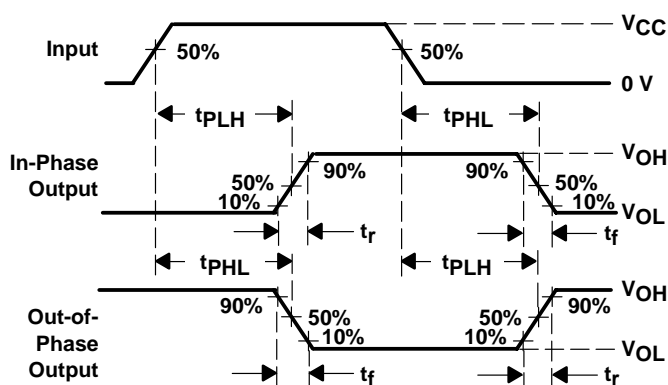 Input
50%
50%
VCC
0 V
tPLH
tPHL
In-Phase
Output
50%
10%
90%
90%
50%
10%
VOH
VOL
tr
tf
tPHL
tPLH
Out-of-
Phase
Output
90%
50%
10%
50%
10%
90%
VOH
VOL
tf
tr